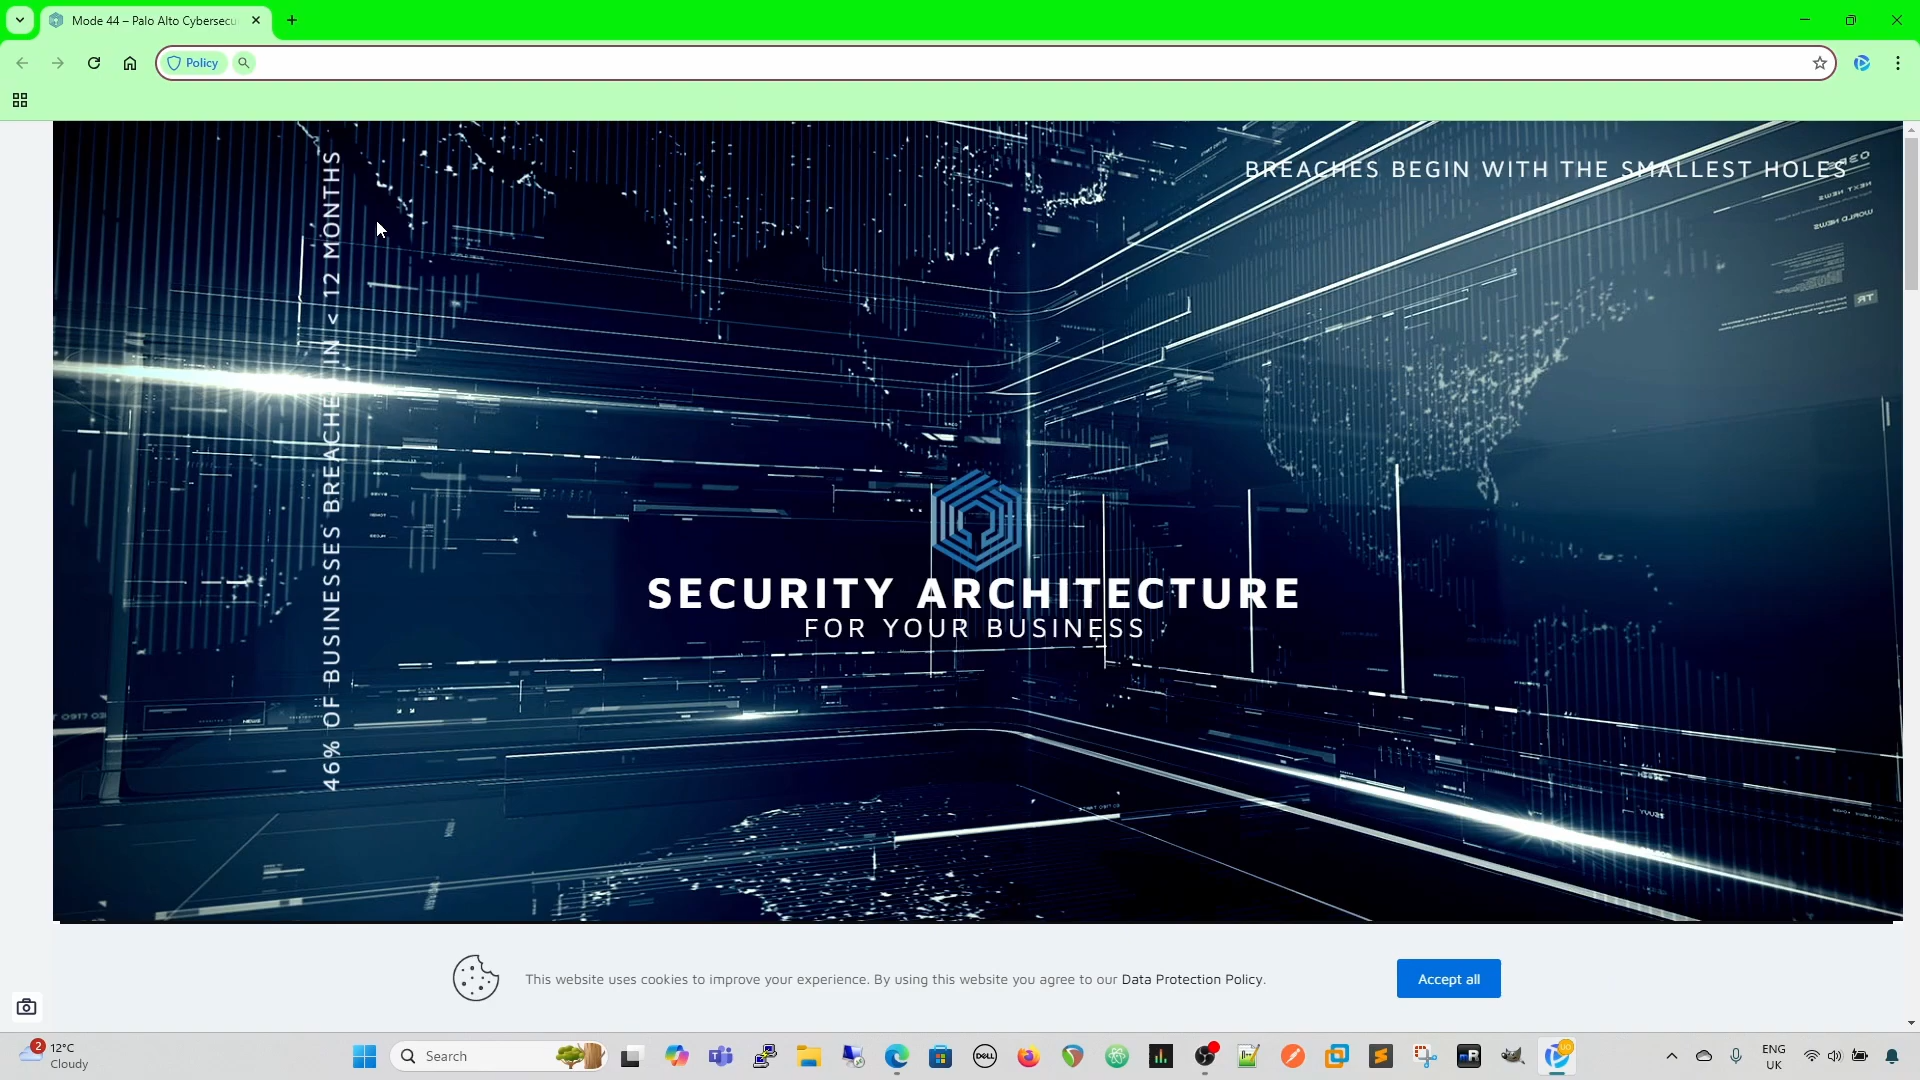 Mode 44 – Palo Alto Cybersecu
Policy
BREACHES BEGIN WITH THE SMALLEST HOLES
46% OF BUSINESSES BREACHED IN < 12 MONTHS
SECURITY ARCHITECTURE
FOR YOUR BUSINESS
This website uses cookies to improve your experience. By using this website you agree to our Data Protection Policy.
Accept all
2
12°C
Cloudy
Search
DELL
ENG
UK